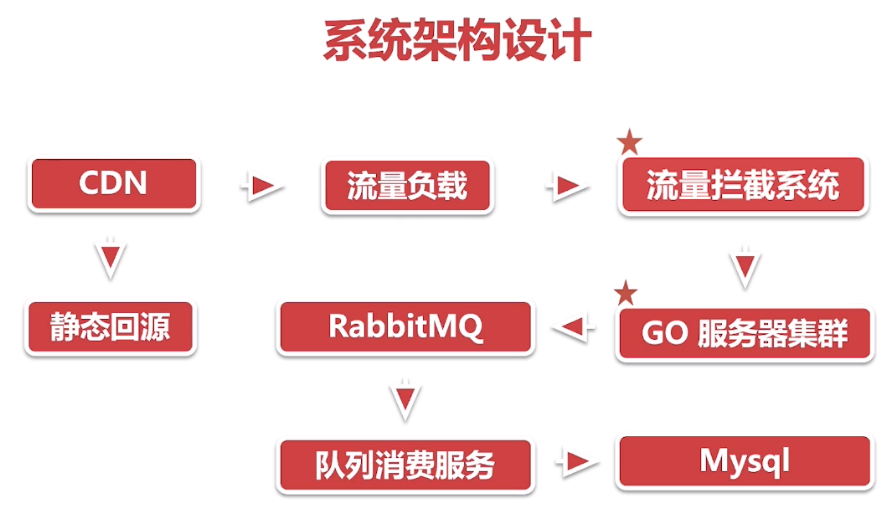 系统架构设计
CDN
流量负载
流量拦截系统
静态回源
RabbitMQ
GO 服务器集群
队列消费服务
Mysql